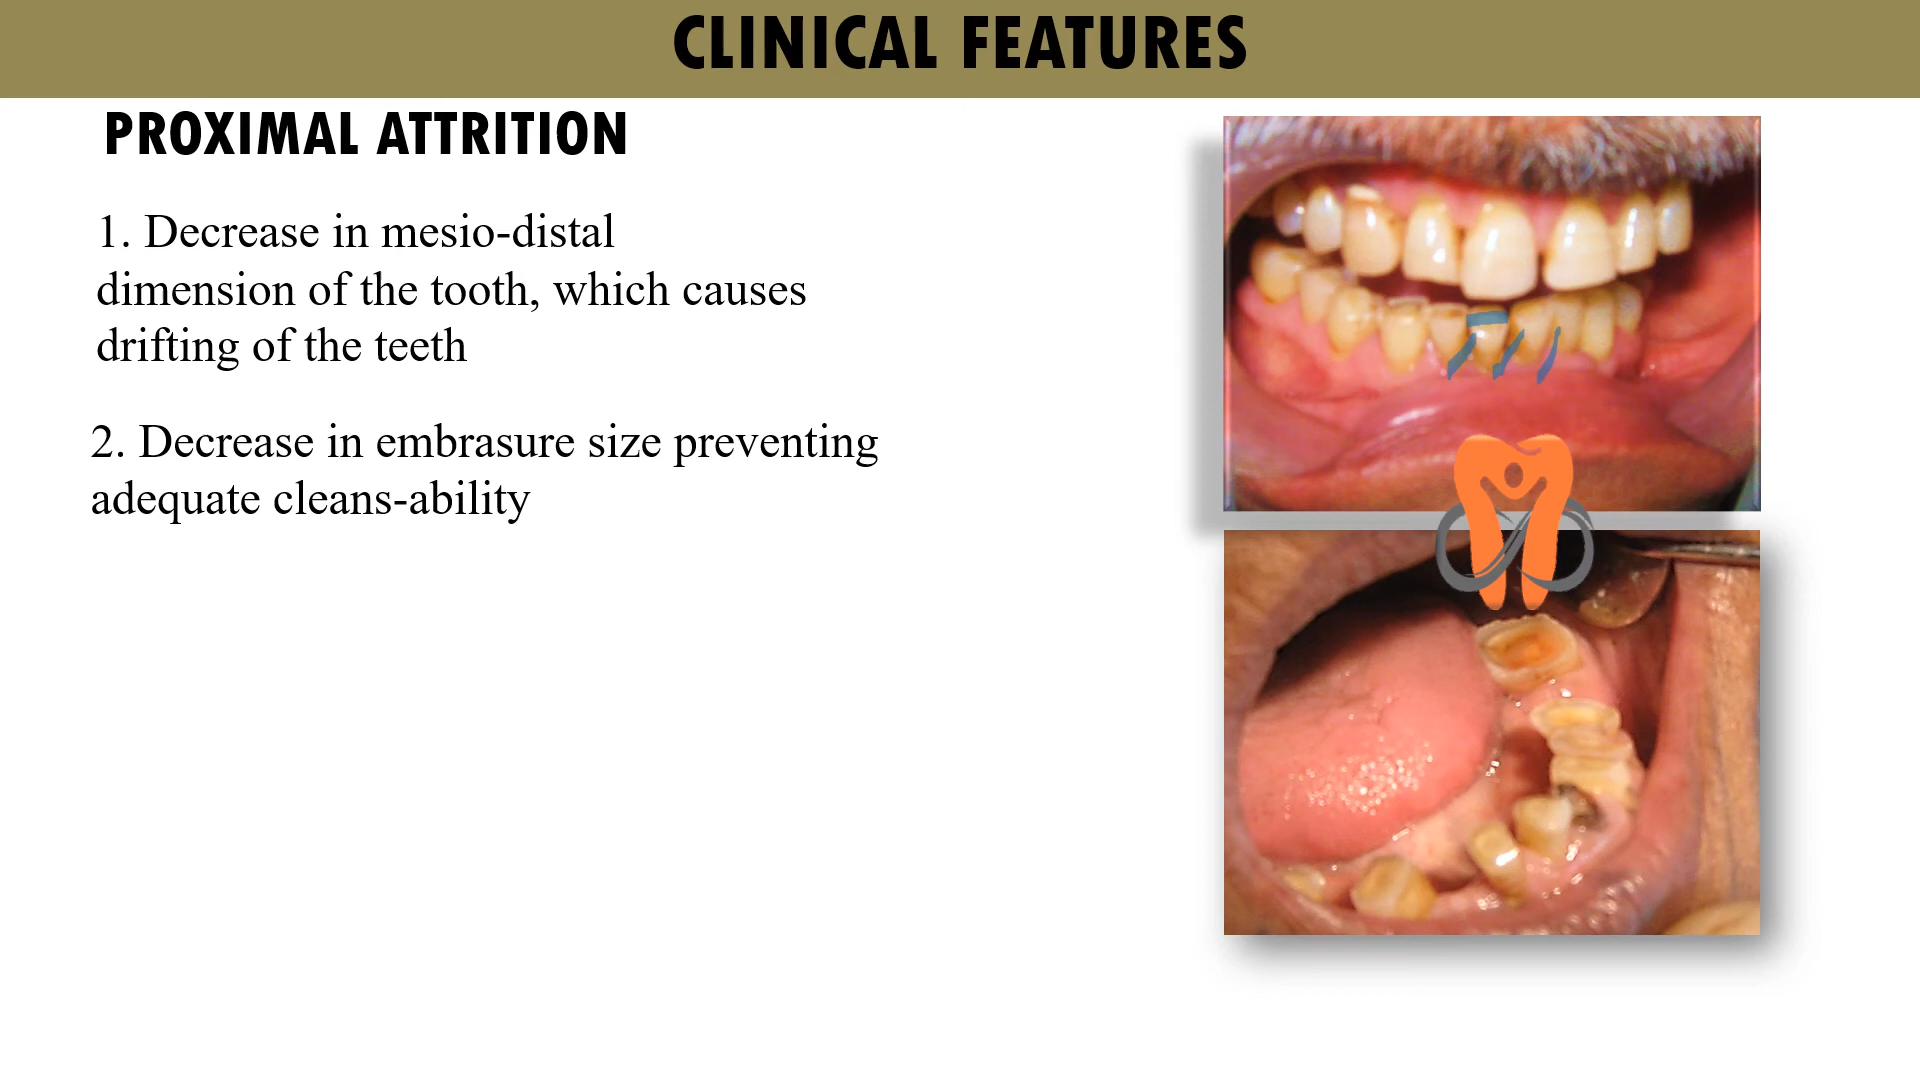 CLINICAL FEATURES
PROXIMAL ATTRITION
1. Decrease in mesio-distal
dimension of the tooth, which causes
drifting of the teeth
2. Decrease in embrasure size preventing
adequate cleans-ability